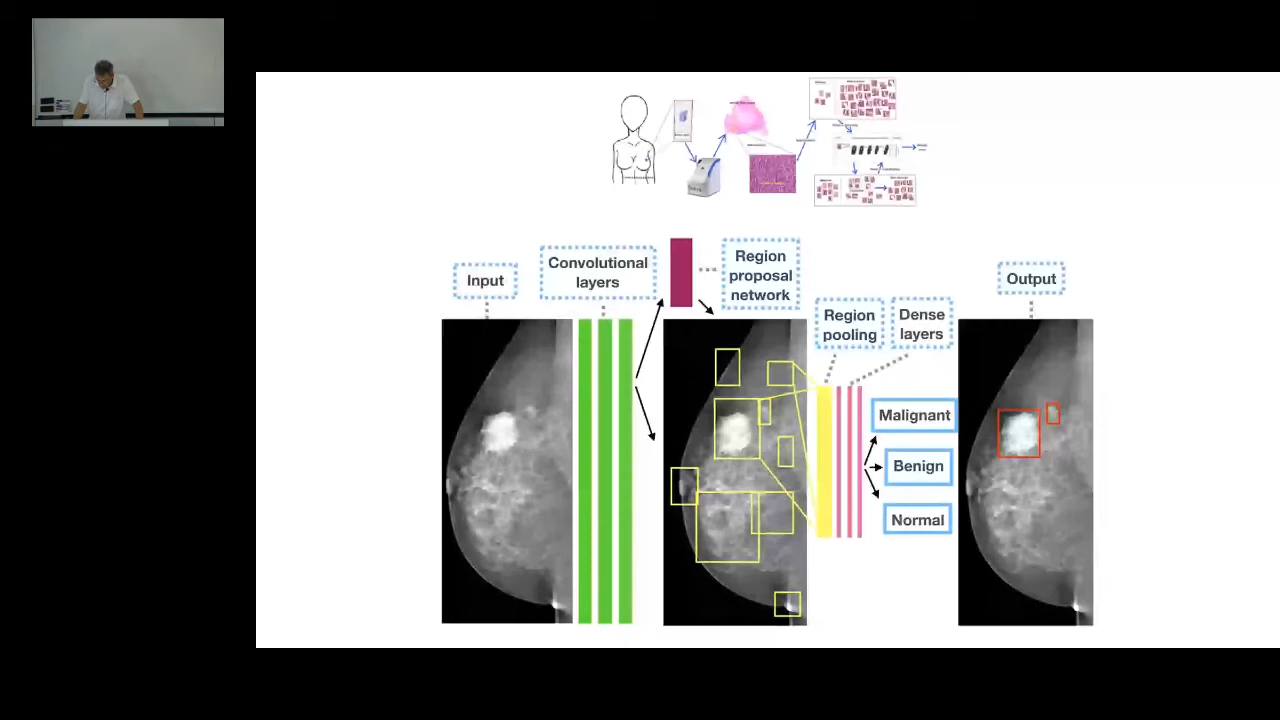 Input
Convolutional
layers
Region
proposal
network
Region
pooling
Dense
layers
Output
Malignant
Benign
Normal